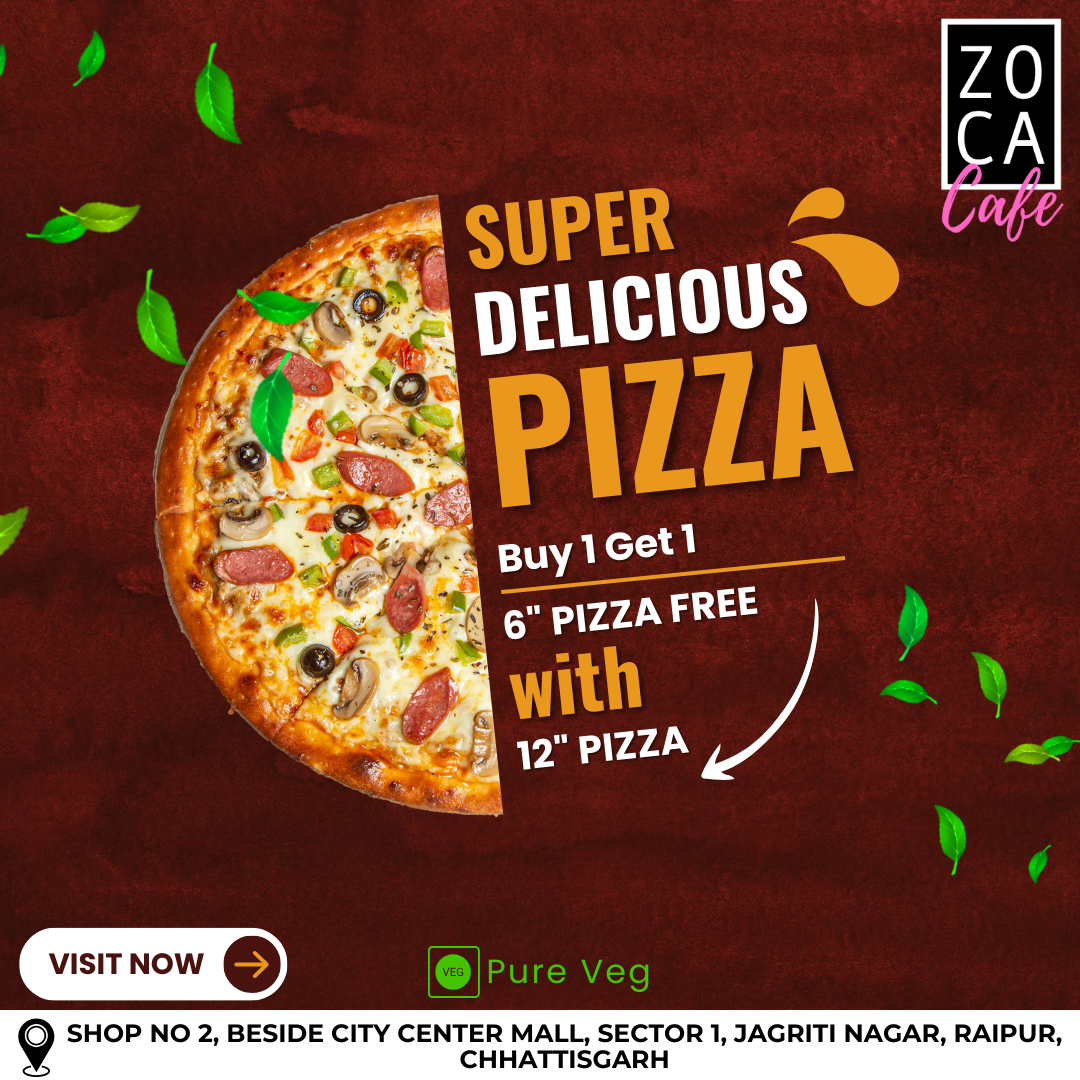 ZO
CA
Cafe
SUPER
DELICIOUS
PIZZA
Buy 1 Get 1
6" PIZZA FREE
with
12" PIZZA
VISIT NOW
VEG Pure Veg
SHOP NO 2, BESIDE CITY CENTER MALL, SECTOR 1, JAGRITI NAGAR, RAIPUR,
CHHATTISGARH